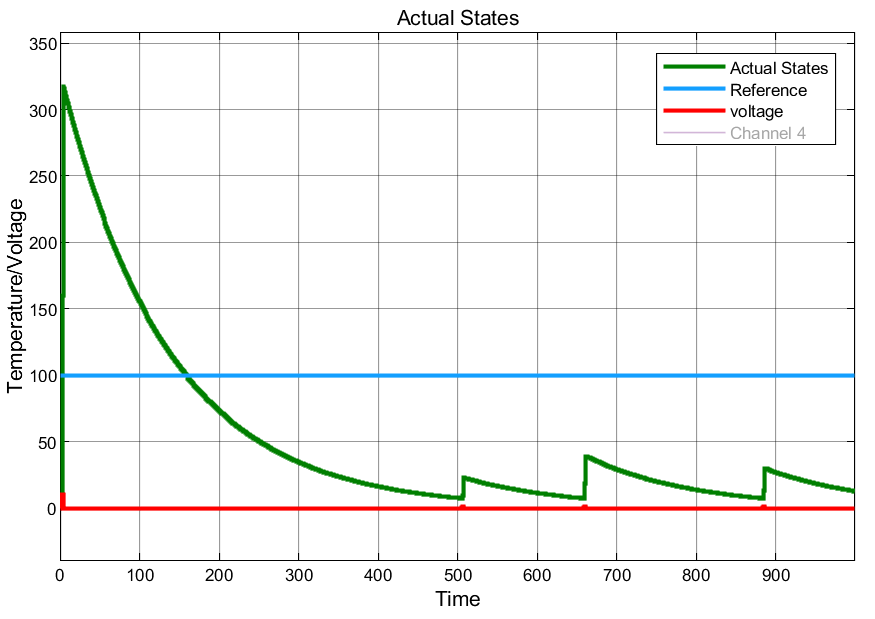 Actual States
350
300
250
200
150
100
50
0
Temperature/Voltage
Actual States
Reference
voltage
Channel 4
0 100 200 300 400 500 600 700 800 900
Time